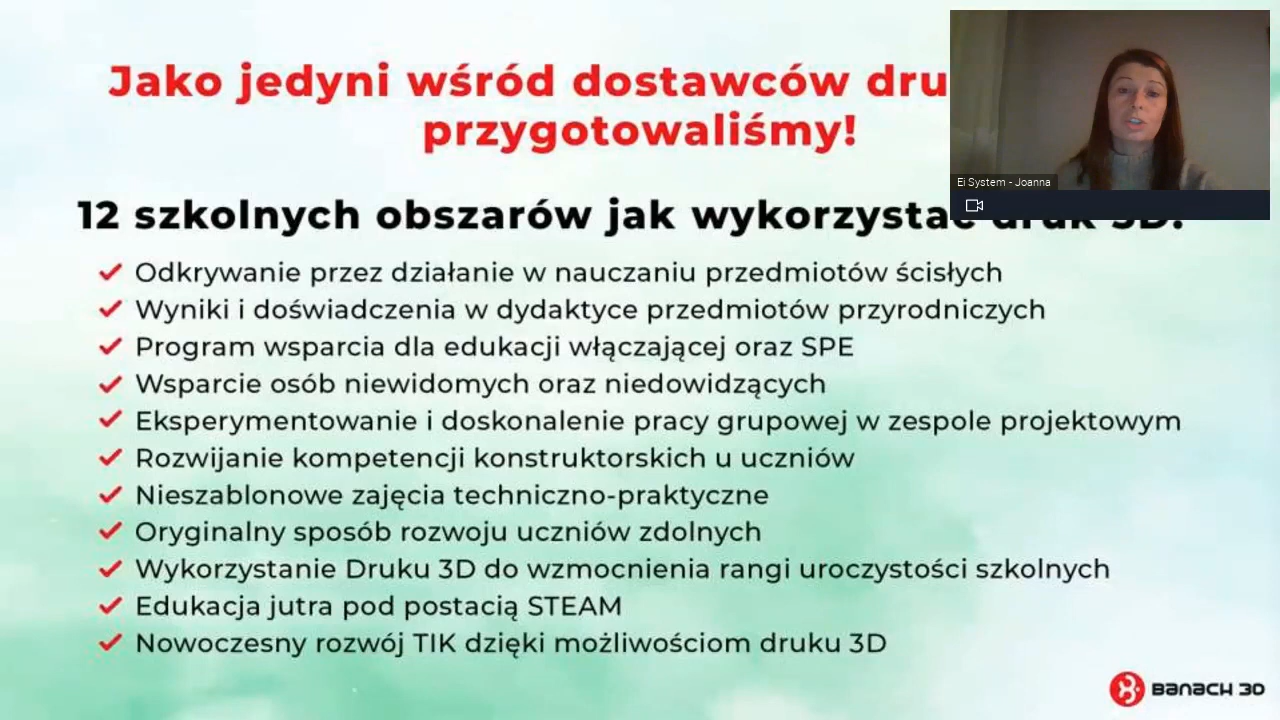 Jako jedyni wśród dostawców dru
przygotowaliśmy!
12 szkolnych obszarów jak wykorzystać druk 3D?
Odkrywanie przez działanie w nauczaniu przedmiotów ścisłych
Wyniki i doświadczenia w dydaktyce przedmiotów przyrodniczych
Program wsparcia dla edukacji włączającej oraz SPE
Wsparcie osób niewidomych oraz niedowidzących
Eksperymentowanie i doskonalenie pracy grupowej w zespole projektowym
Rozwijanie kompetencji konstruktorskich u uczniów
Nieszablonowe zajęcia techniczno-praktyczne
Oryginalny sposób rozwoju uczniów zdolnych
Wykorzystanie Druku 3D do wzmocnienia rangi uroczystości szkolnych
Edukacja jutra pod postacią STEAM
Nowoczesny rozwój TIK dzięki możliwościom druku 3D
Ei System - Joanna
BANACH 3D